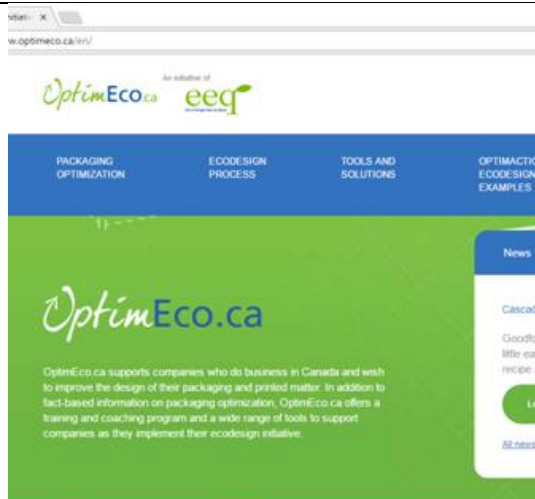 w.optimeco.ca/en/
OptimEco.ca
An initiative of
eeq
PACKAGING
OPTIMIZATION
ECODESIGN
PROCESS
TOOLS AND
SOLUTIONS
OPTIMACTIO
ECODESIGN
EXAMPLES
OptimEco.ca
OptimEco.ca supports companies who do business in Canada and wish
to improve the design of their packaging and printed matter. In addition to
fact-based information on packaging optimization, OptimEco.ca offers a
training and coaching program and a wide range of tools to support
companies as they implement their ecodesign initiative.
News
Cascad
Goodfo
little ea
recipe
All news